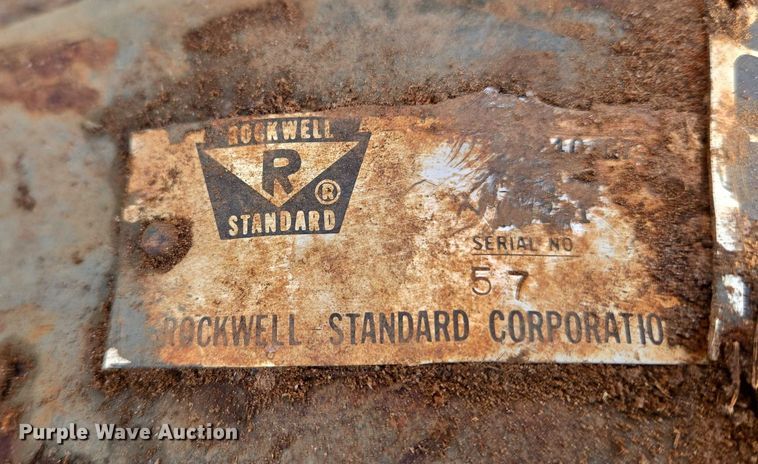 ROCKWELL
R
®
STANDARD
SERIAL NO
57
ROCKWELL STANDARD CORPORATIO
Purple Wave Auction